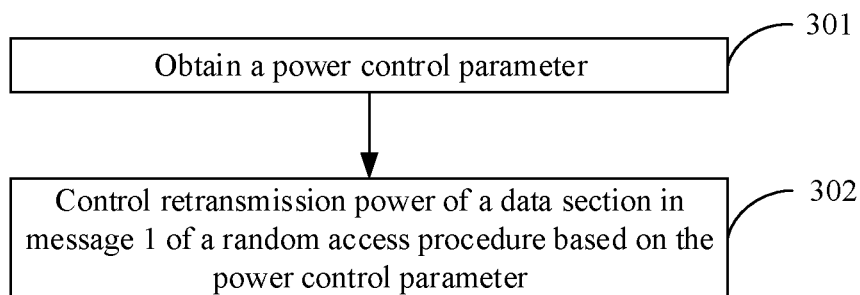 301
Obtain a power control parameter
302
Control retransmission power of a data section in
message 1 of a random access procedure based on the
power control parameter